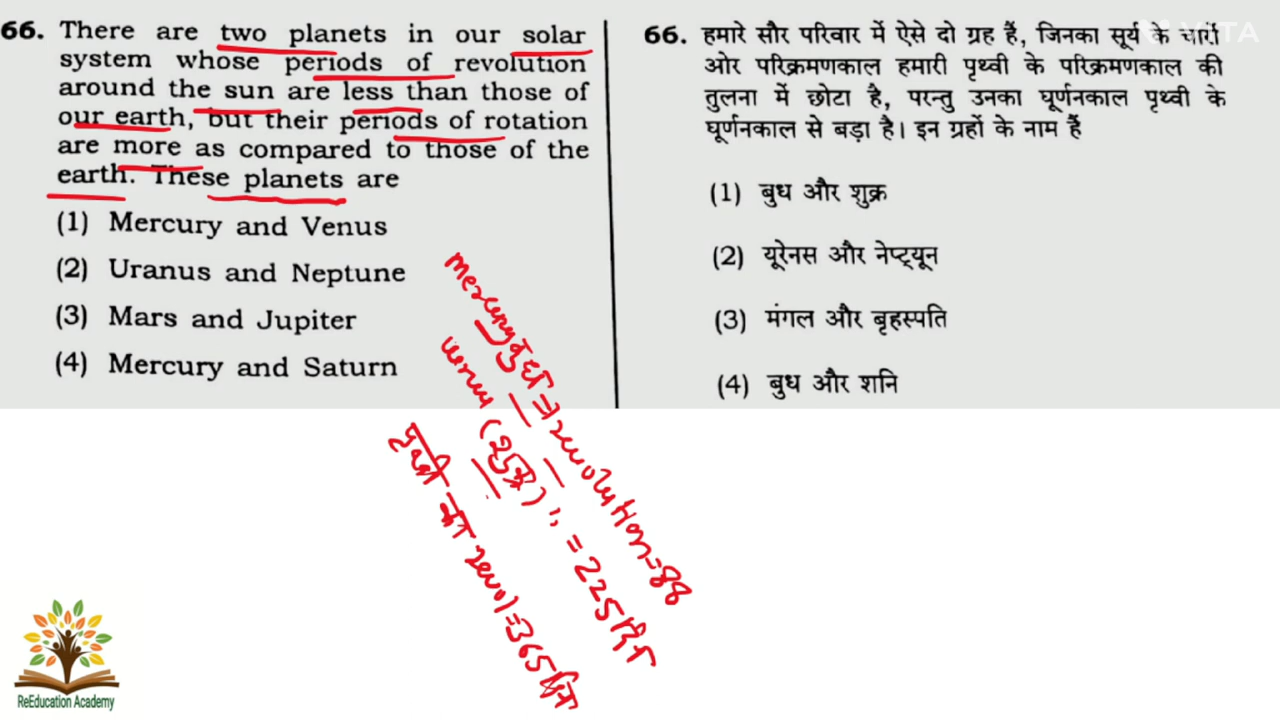 66. There are two planets in our solar
system whose periods of revolution
around the sun are less than those of
our earth, but their periods of rotation
are more as compared to those of the
earth. These planets are
(1) Mercury and Venus
(2) Uranus and Neptune
(3) Mars and Jupiter
(4) Mercury and Saturn
66. हमारे सौर परिवार में ऐसे दो ग्रह हैं, जिनका सूर्य के चारों
ओर परिक्रमणकाल हमारी पृथ्वी के परिक्रमणकाल की
तुलना में छोटा है, परन्तु उनका घूर्णनकाल पृथ्वी के
घूर्णनकाल से बड़ा है। इन ग्रहों के नाम हैं
(1) बुध और शुक्र
(2) यूरेनस और नेप्ट्यून
(3) मंगल और बृहस्पति
(4) बुध और शनि
VITA
mercury बुध = revolution = 88
venus (शुक्र) " = 225 दिन
पृथ्वी का revol = 365 दिन
ReEducation Academy